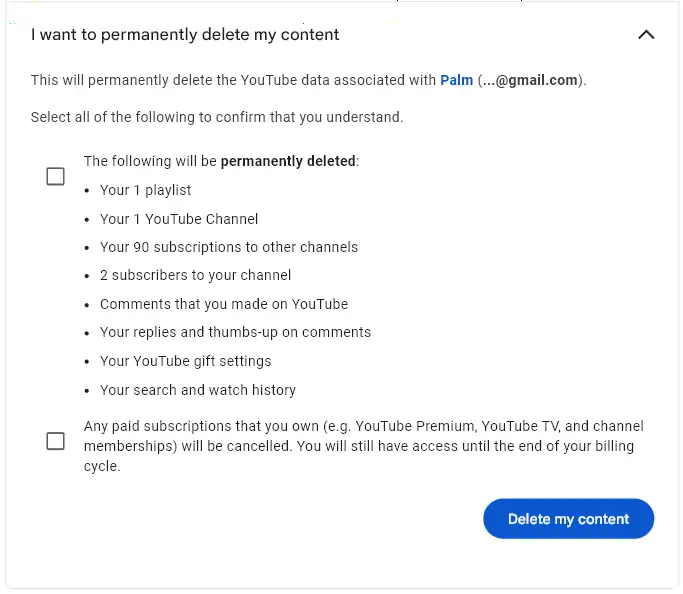 I want to permanently delete my content
This will permanently delete the YouTube data associated with Palm (...@gmail.com).
Select all of the following to confirm that you understand.
The following will be permanently deleted:
• Your 1 playlist
• Your 1 YouTube Channel
• Your 90 subscriptions to other channels
• 2 subscribers to your channel
• Comments that you made on YouTube
• Your replies and thumbs-up on comments
• Your YouTube gift settings
• Your search and watch history
Any paid subscriptions that you own (e.g. YouTube Premium, YouTube TV, and channel
memberships) will be cancelled. You will still have access until the end of your billing
cycle.
Delete my content